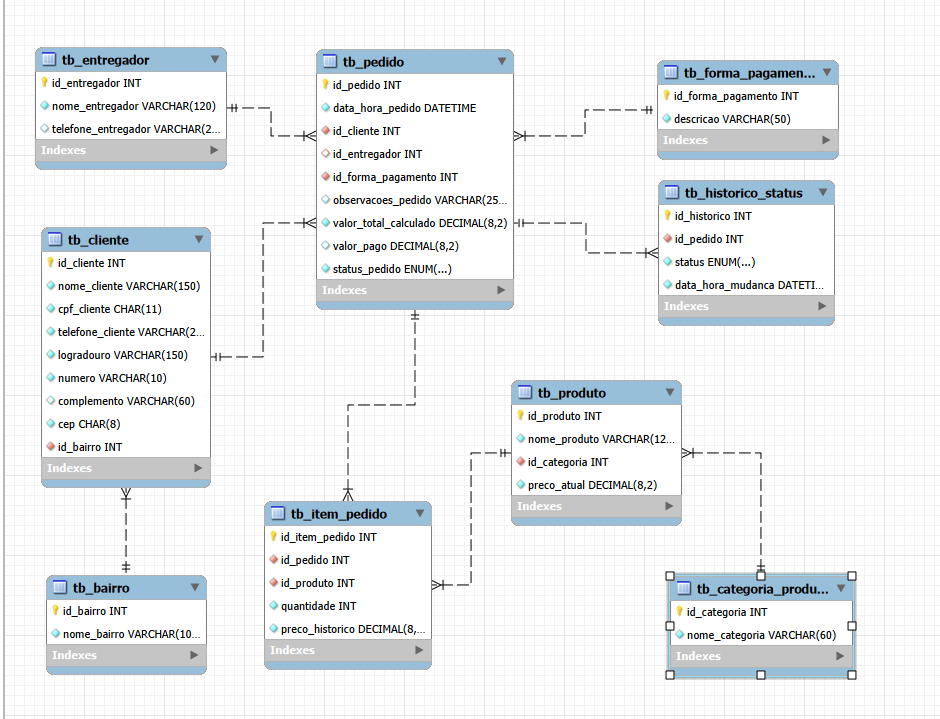 tb_entregador
id_entregador INT
nome_entregador VARCHAR(120)
telefone_entregador VARCHAR(2...
Indexes
tb_pedido
id_pedido INT
data_hora_pedido DATETIME
id_cliente INT
id_entregador INT
id_forma_pagamento INT
observacoes_pedido VARCHAR(25...
valor_total_calculado DECIMAL(8,2)
valor_pago DECIMAL(8,2)
status_pedido ENUM(...)
Indexes
tb_forma_pagamen...
id_forma_pagamento INT
descricao VARCHAR(50)
Indexes
tb_historico_status
id_historico INT
id_pedido INT
status ENUM(...)
data_hora_mudanca DATETI...
Indexes
tb_cliente
id_cliente INT
nome_cliente VARCHAR(150)
cpf_cliente CHAR(11)
telefone_cliente VARCHAR(2...
logradouro VARCHAR(150)
numero VARCHAR(10)
complemento VARCHAR(60)
cep CHAR(8)
id_bairro INT
Indexes
tb_produto
id_produto INT
nome_produto VARCHAR(12...
id_categoria INT
preco_atual DECIMAL(8,2)
Indexes
tb_item_pedido
id_item_pedido INT
id_pedido INT
id_produto INT
quantidade INT
preco_historico DECIMAL(8,...
Indexes
tb_bairro
id_bairro INT
nome_bairro VARCHAR(10...
Indexes
tb_categoria_produ...
id_categoria INT
nome_categoria VARCHAR(60)
Indexes